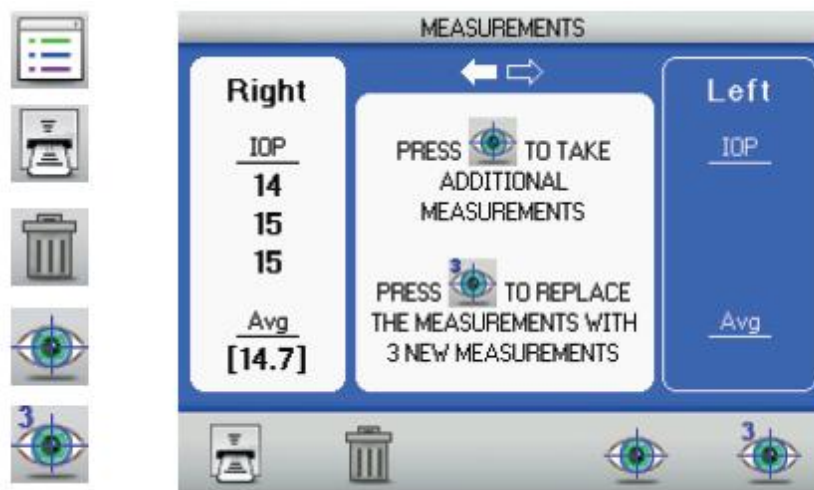 MEASUREMENTS
Right
IOP
14
15
15
Avg
[14.7]
PRESS TO TAKE
ADDITIONAL
MEASUREMENTS
PRESS 3 TO REPLACE
THE MEASUREMENTS WITH
3 NEW MEASUREMENTS
Left
IOP
Avg
3
3